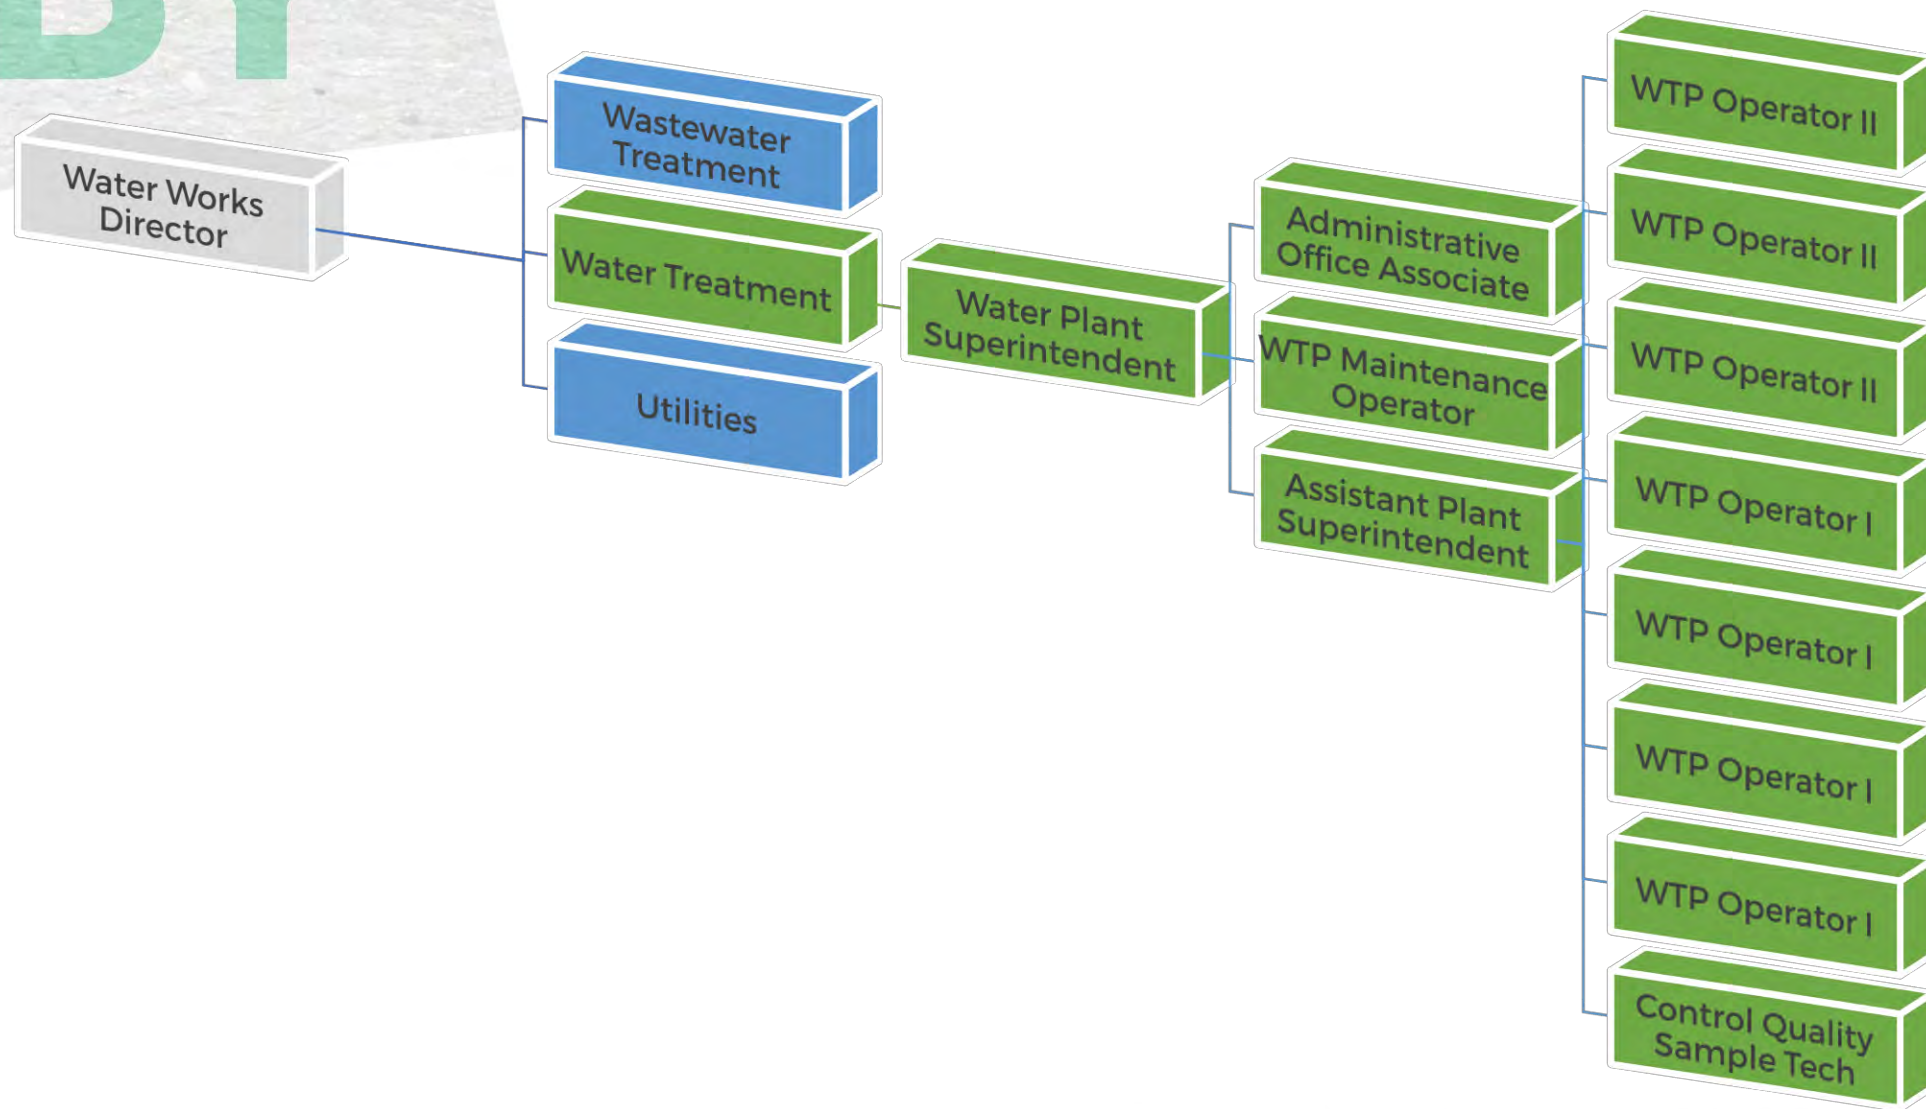 BY
Water Works
Director
Wastewater
Treatment
Water Treatment
Utilities
Water Plant
Superintendent
Administrative
Office Associate
WTP Maintenance
Operator
Assistant Plant
Superintendent
WTP Operator II
WTP Operator II
WTP Operator II
WTP Operator I
WTP Operator I
WTP Operator I
WTP Operator I
Control Quality
Sample Tech